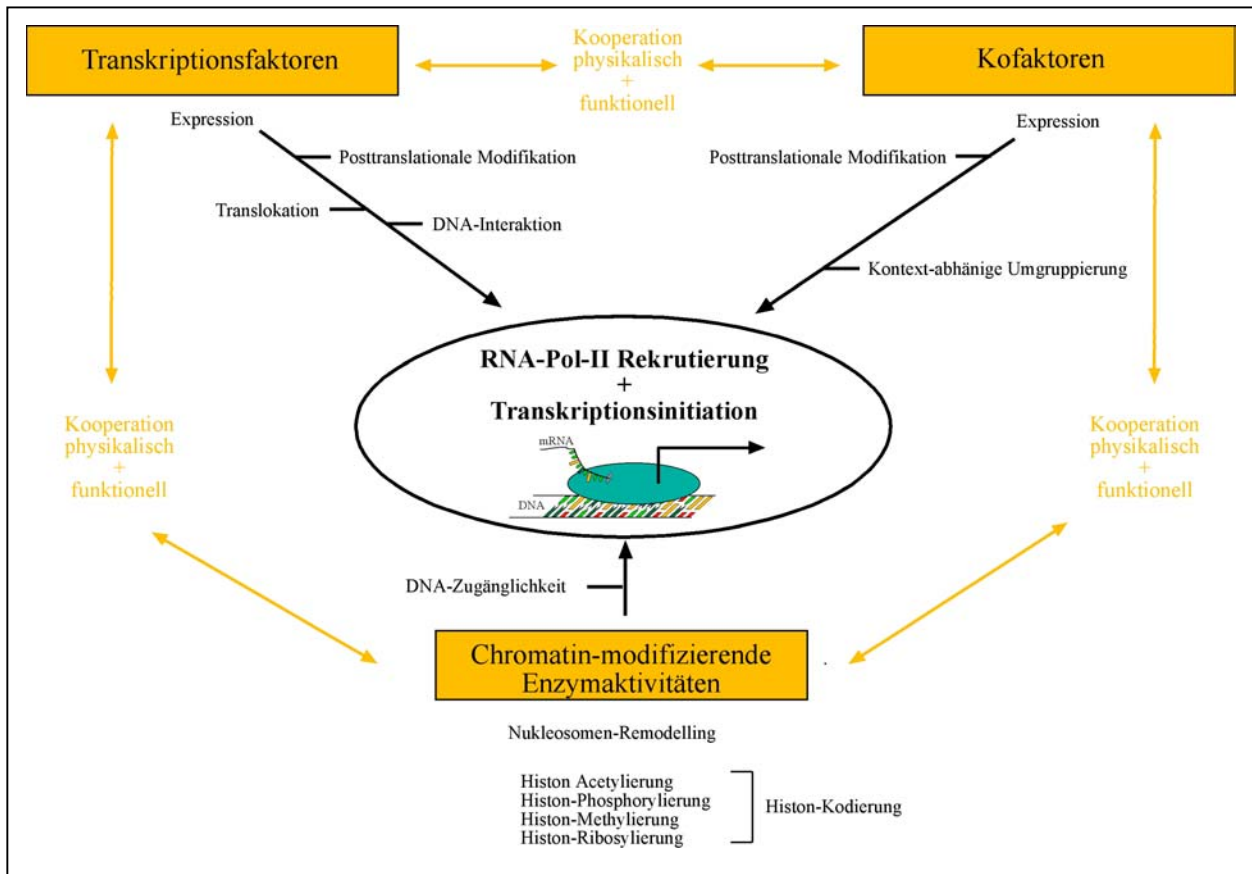 Transkriptionsfaktoren
Kooperation
physikalisch
+
funktionell
Kofaktoren
Expression
Posttranslationale Modifikation
Translokation
DNA-Interaktion
Expression
Posttranslationale Modifikation
Kontext-abhänige Umgruppierung
RNA-Pol-II Rekrutierung
+
Transkriptionsinitiation
mRNA
DNA
Kooperation
physikalisch
+
funktionell
Kooperation
physikalisch
+
funktionell
DNA-Zugänglichkeit
Chromatin-modifizierende
Enzymaktivitäten
Nukleosomen-Remodelling
Histon Acetylierung
Histon-Phosphorylierung
Histon-Methylierung
Histon-Ribosylierung
Histon-Kodierung